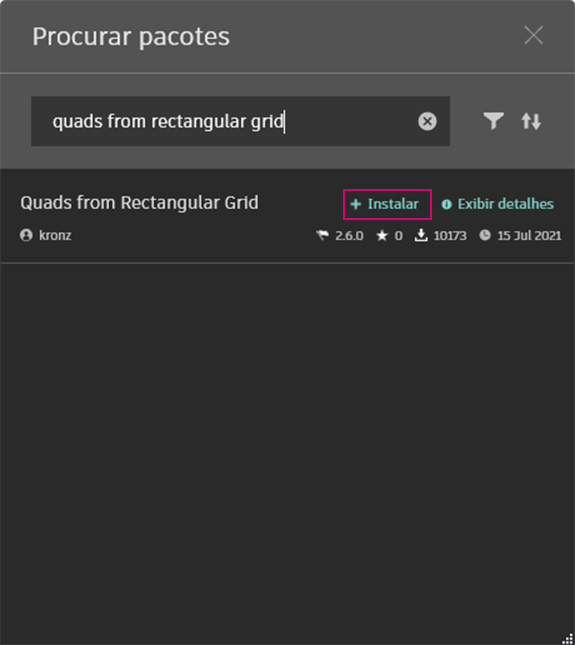 Procurar pacotes
quads from rectangular grid
Quads from Rectangular Grid
Instalar
Exibir detalhes
kronz
2.6.0
0
10173
15 Jul 2021